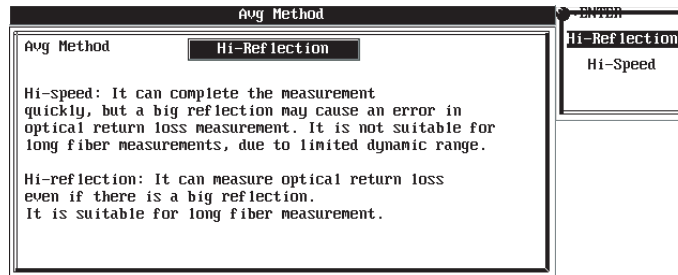 Avg Method
Avg Method
Hi-Reflection
Hi-speed: It can complete the measurement
quickly, but a big reflection may cause an error in
optical return loss measurement. It is not suitable for
long fiber measurements, due to limited dynamic range.
Hi-reflection: It can measure optical return loss
even if there is a big reflection.
It is suitable for long fiber measurement.
ENTER
Hi-Reflection
Hi-Speed